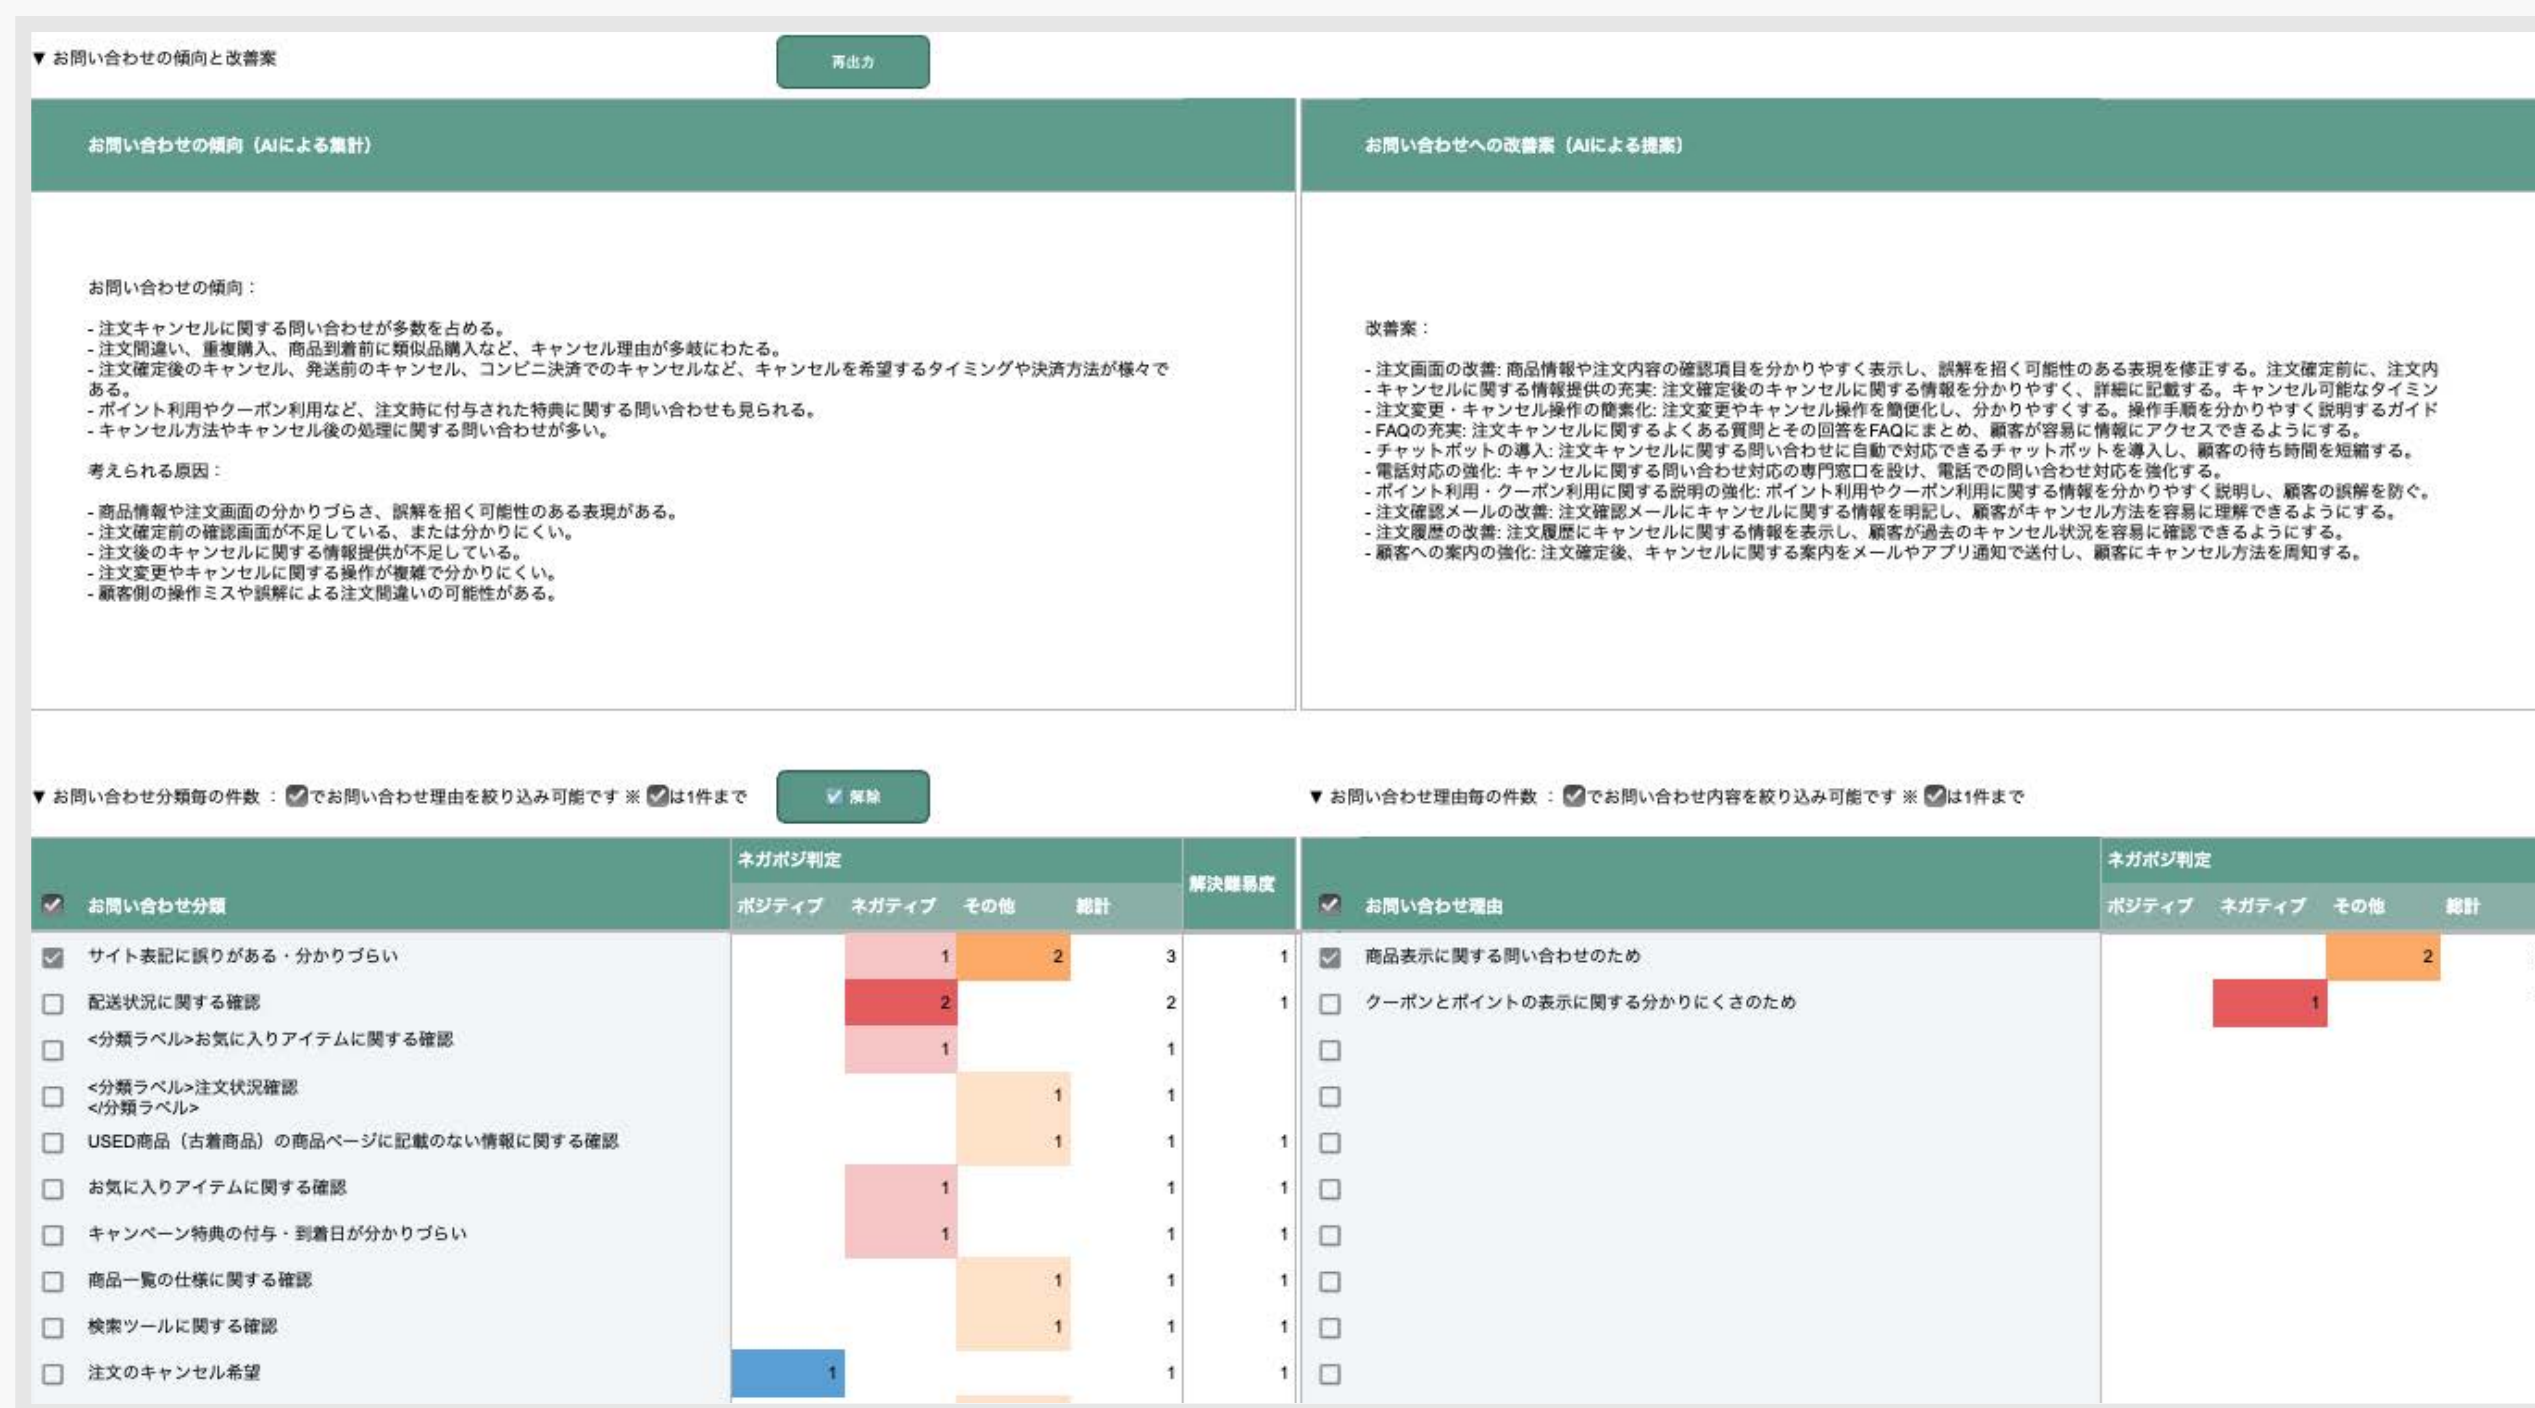 ▼ お問い合わせの傾向と改善案
再出力
お問い合わせの傾向（AIによる集計）
お問い合わせへの改善案（AIによる提案）
お問い合わせの傾向：
- 注文キャンセルに関する問い合わせが多数を占める。
- 注文間違い、重複購入、商品到着前に類似品購入など、キャンセル理由が多岐にわたる。
- 注文確定後のキャンセル、発送前のキャンセル、コンビニ決済でのキャンセルなど、キャンセルを希望するタイミングや決済方法が様々で
ある。
- ポイント利用やクーポン利用など、注文時に付与された特典に関する問い合わせも見られる。
- キャンセル方法やキャンセル後の処理に関する問い合わせが多い。
考えられる原因：
- 商品情報や注文画面の分かりづらさ、誤解を招く可能性のある表現がある。
- 注文確定前の確認画面が不足している、または分かりにくい。
- 注文後のキャンセルに関する情報提供が不足している。
- 注文変更やキャンセルに関する操作が複雑で分かりにくい。
- 顧客側の操作ミスや誤解による注文間違いの可能性がある。
改善案：
- 注文画面の改善: 商品情報や注文内容の確認項目を分かりやすく表示し、誤解を招く可能性のある表現を修正する。注文確定前に、注文内
- キャンセルに関する情報提供の充実: 注文確定後のキャンセルに関する情報を分かりやすく、詳細に記載する。キャンセル可能なタイミン
- 注文変更・キャンセル操作の簡素化: 注文変更やキャンセル操作を簡便化し、分かりやすくする。操作手順を分かりやすく説明するガイド
- FAQの充実: 注文キャンセルに関するよくある質問とその回答をFAQにまとめ、顧客が容易に情報にアクセスできるようにする。
- チャットボットの導入: 注文キャンセルに関する問い合わせに自動で対応できるチャットボットを導入し、顧客の待ち時間を短縮する。
- 電話対応の強化: キャンセルに関する問い合わせ対応の専門窓口を設け、電話での問い合わせ対応を強化する。
- ポイント利用・クーポン利用に関する説明の強化: ポイント利用やクーポン利用に関する情報を分かりやすく説明し、顧客の誤解を防ぐ。
- 注文確認メールの改善: 注文確認メールにキャンセルに関する情報を明記し、顧客がキャンセル方法を容易に理解できるようにする。
- 注文履歴の改善: 注文履歴にキャンセルに関する情報を表示し、顧客が過去のキャンセル状況を容易に確認できるようにする。
- 顧客への案内の強化: 注文確定後、キャンセルに関する案内をメールやアプリ通知で送付し、顧客にキャンセル方法を周知する。
▼ お問い合わせ分類毎の件数 ： ☑でお問い合わせ理由を絞り込み可能です ※ ☑は1件まで
☑ 解除
▼ お問い合わせ理由毎の件数 ： ☑でお問い合わせ内容を絞り込み可能です ※ ☑は1件まで
お問い合わせ分類 ネガポジ判定 ポジティブ ネガティブ その他 総計 解決難易度
サイト表記に誤りがある・分かりづらい 1 2 3 1
配送状況に関する確認 2 2 1
<分類ラベル>お気に入りアイテムに関する確認 1 1
<分類ラベル>注文状況確認
</分類ラベル> 1 1
USED商品（古着商品）の商品ページに記載のない情報に関する確認 1 1 1
お気に入りアイテムに関する確認 1 1 1
キャンペーン特典の付与・到着日が分かりづらい 1 1 1
商品一覧の仕様に関する確認 1 1 1
検索ツールに関する確認 1 1 1
注文のキャンセル希望 1 1 1
お問い合わせ理由 ネガポジ判定 ポジティブ ネガティブ その他 総計
商品表示に関する問い合わせのため 2
クーポンとポイントの表示に関する分かりにくさのため 1